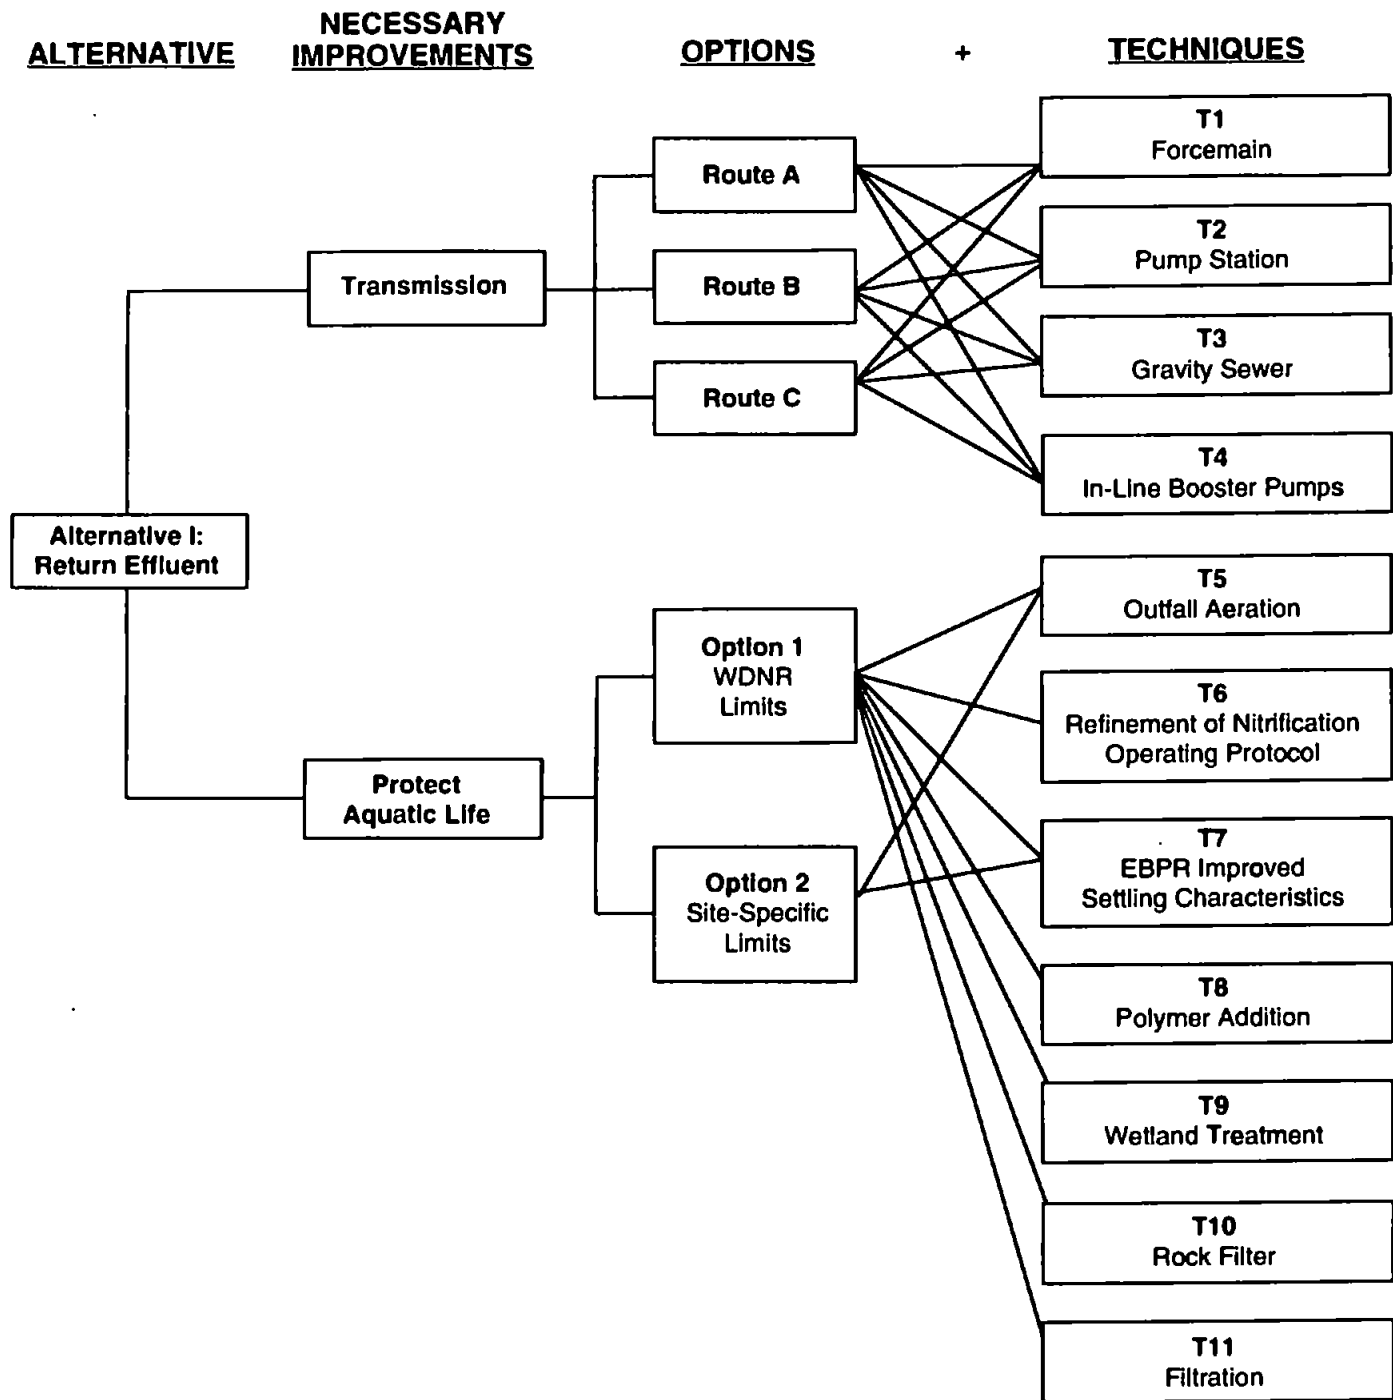 ALTERNATIVE
NECESSARY
IMPROVEMENTS
OPTIONS
+
TECHNIQUES
Transmission
Route A
Route B
Route C
T1
Forcemain
T2
Pump Station
T3
Gravity Sewer
T4
In-Line Booster Pumps
Alternative I:
Return Effluent
Protect
Aquatic Life
Option 1
WDNR
Limits
Option 2
Site-Specific
Limits
T5
Outfall Aeration
T6
Refinement of Nitrification
Operating Protocol
T7
EBPR Improved
Settling Characteristics
T8
Polymer Addition
T9
Wetland Treatment
T10
Rock Filter
T11
Filtration